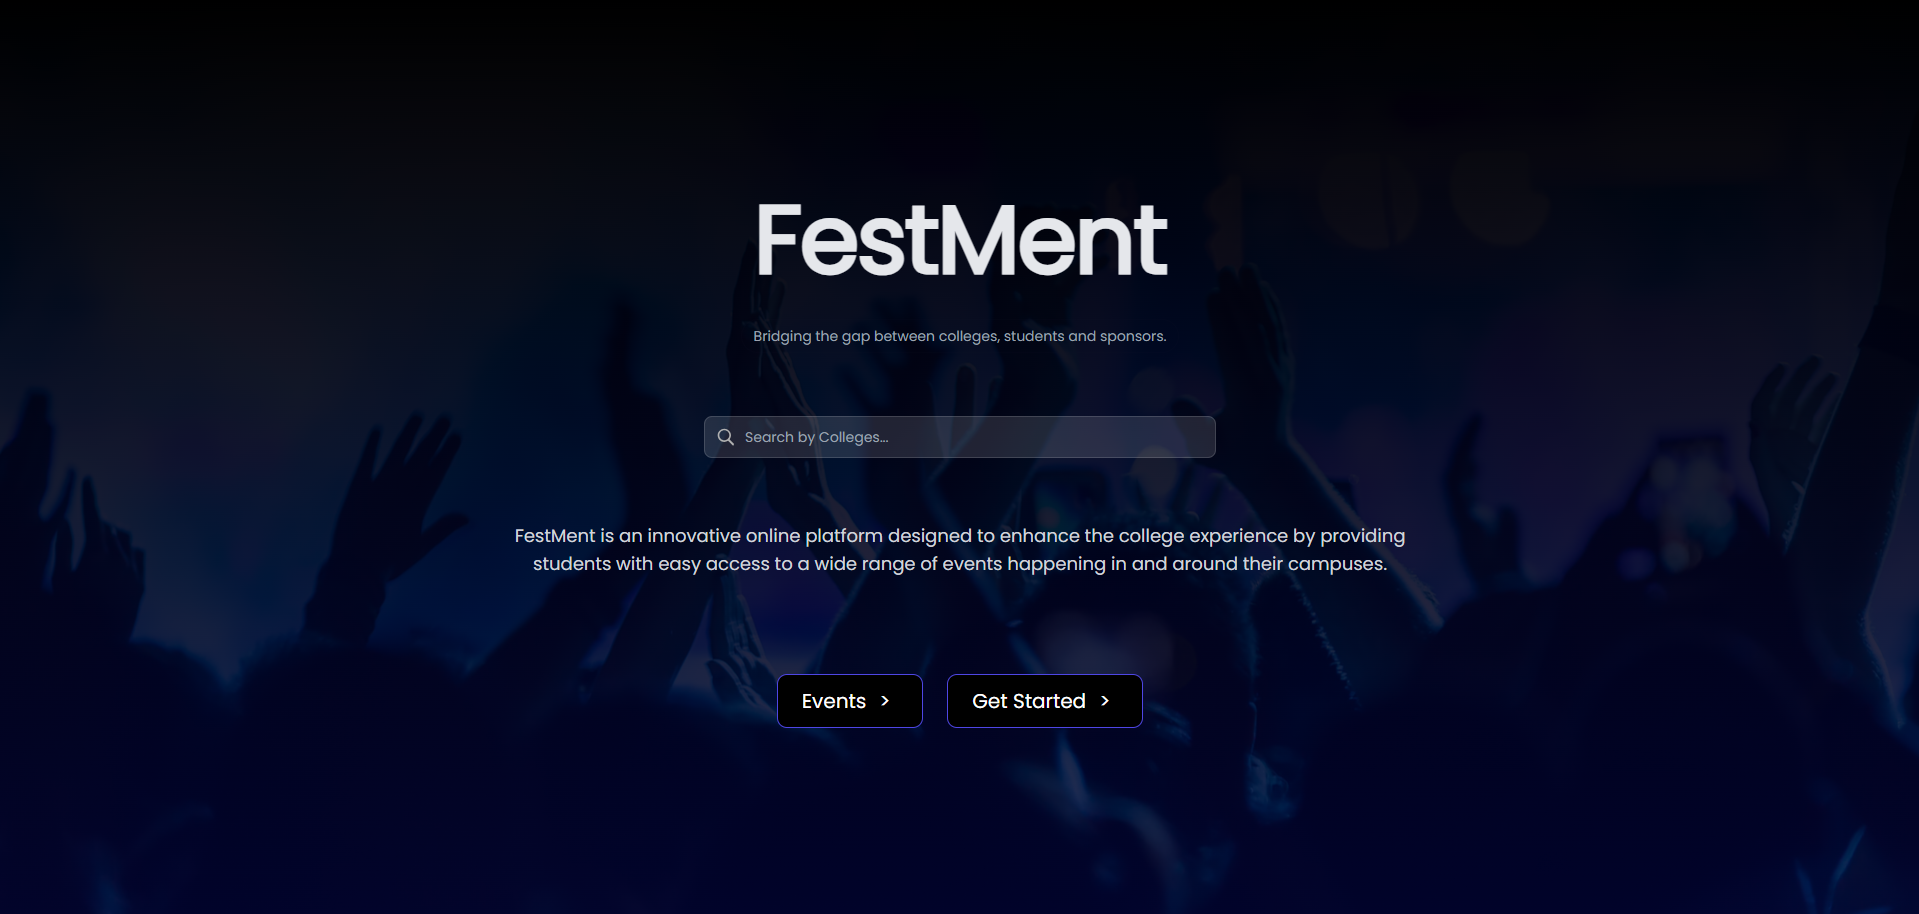 FestMent
Bridging the gap between colleges, students and sponsors.
Search by Colleges...
FestMent is an innovative online platform designed to enhance the college experience by providing
students with easy access to a wide range of events happening in and around their campuses.
Events >
Get Started >